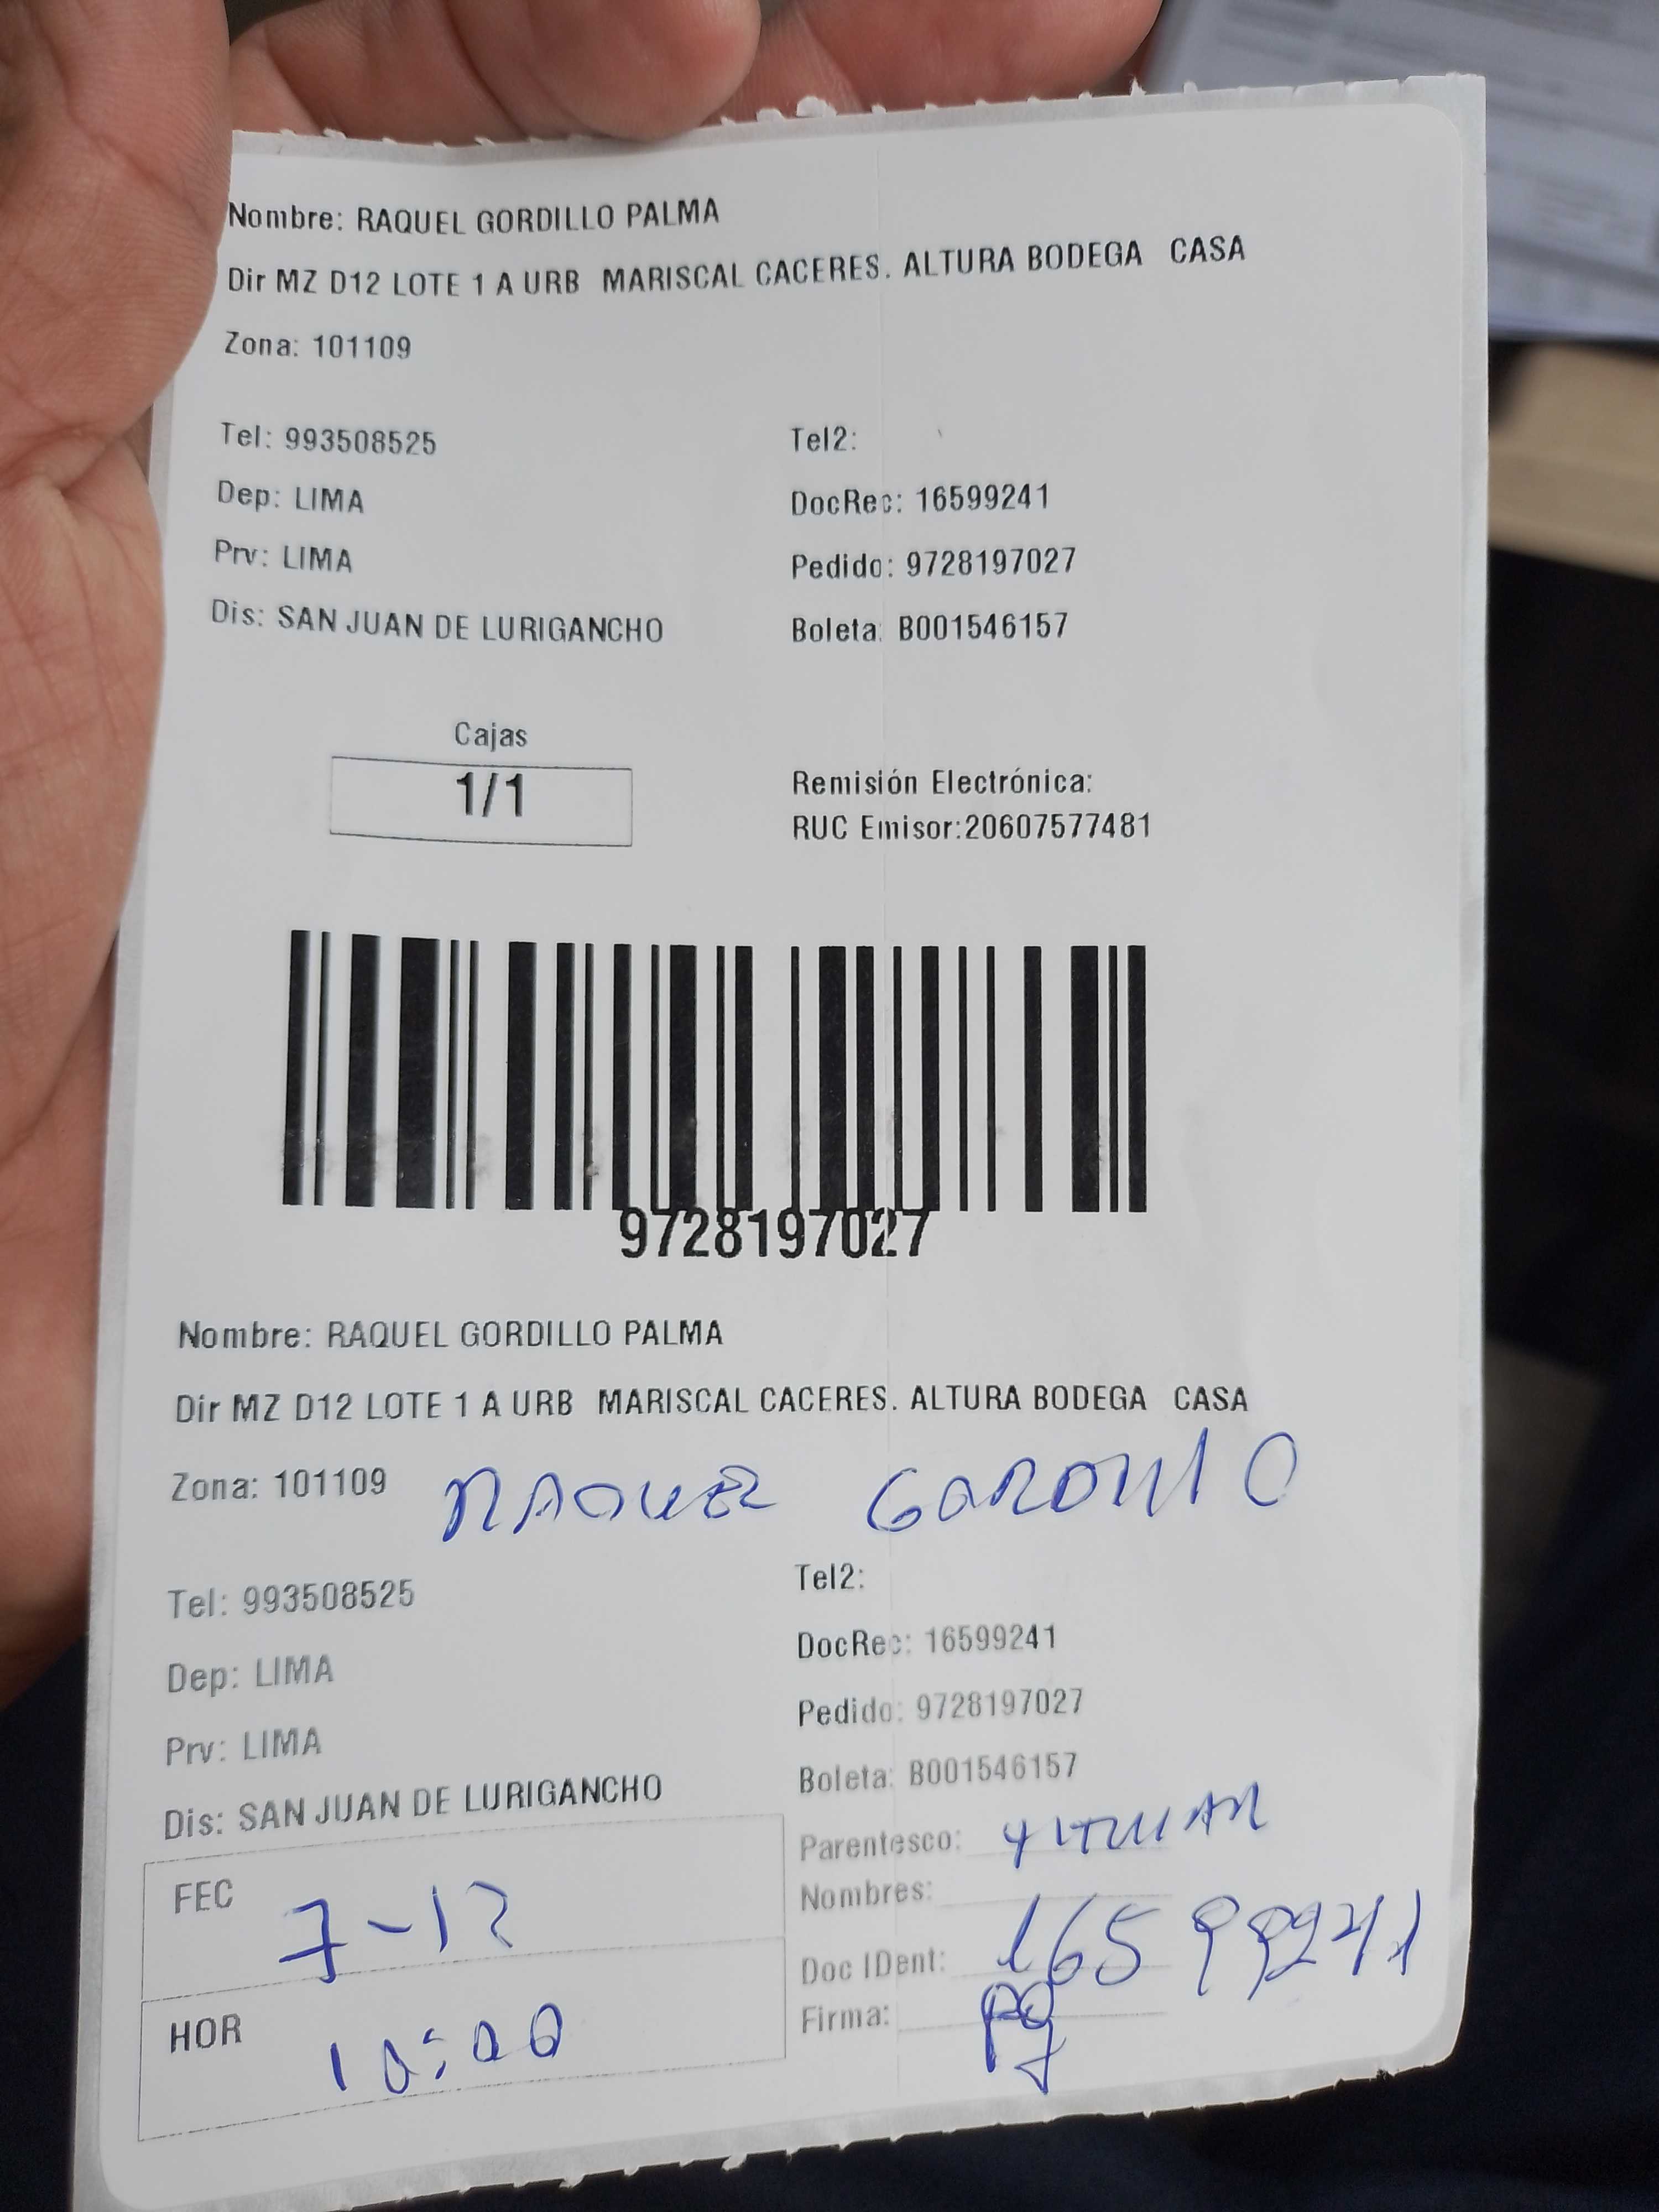 Nombre: RAQUEL GORDILLO PALMA
Dir MZ D12 LOTE 1 A URB MARISCAL CACERES. ALTURA BODEGA CASA
Zona: 101109
Tel: 993508525 Tel2:
Dep: LIMA DocRec: 16599241
Prv: LIMA Pedido: 9728197027
Dis: SAN JUAN DE LURIGANCHO Boleta: B001546157
Cajas
1/1
Remisión Electrónica:
RUC Emisor:20607577481
9728197027
Nombre: RAQUEL GORDILLO PALMA
Dir MZ D12 LOTE 1 A URB MARISCAL CACERES. ALTURA BODEGA CASA
Zona: 101109 RAQUEL GORDILLO
Tel: 993508525 Tel2:
Dep: LIMA DocRec: 16599241
Prv: LIMA Pedido: 9728197027
Dis: SAN JUAN DE LURIGANCHO Boleta: B001546157
Parentesco:
Nombres:
FEC 7-12
Doc IDent: 16599241
Firma:
HOR 10:00